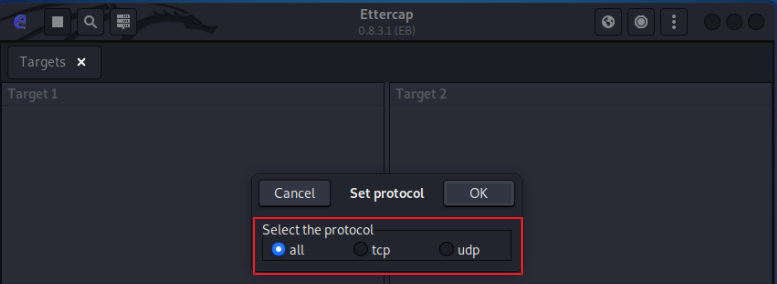 Ettercap
0.8.3.1 (EB)
Targets
Target 1
Target 2
Cancel
Set protocol
OK
Select the protocol
all
tcp
udp